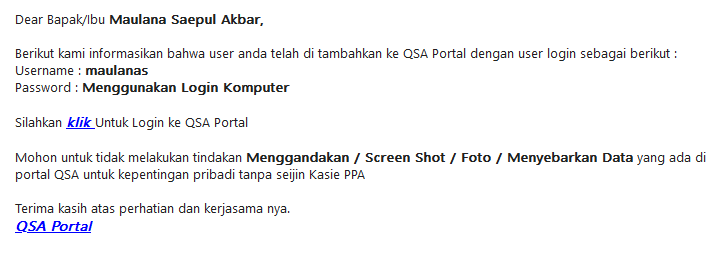 Dear Bapak/Ibu Maulana Saepul Akbar,
Berikut kami informasikan bahwa user anda telah di tambahkan ke QSA Portal dengan user login sebagai berikut :
Username : maulanas
Password : Menggunakan Login Komputer
Silahkan klik Untuk Login ke QSA Portal
Mohon untuk tidak melakukan tindakan Menggandakan / Screen Shot / Foto / Menyebarkan Data yang ada di
portal QSA untuk kepentingan pribadi tanpa seijin Kasie PPA
Terima kasih atas perhatian dan kerjasama nya.
QSA Portal